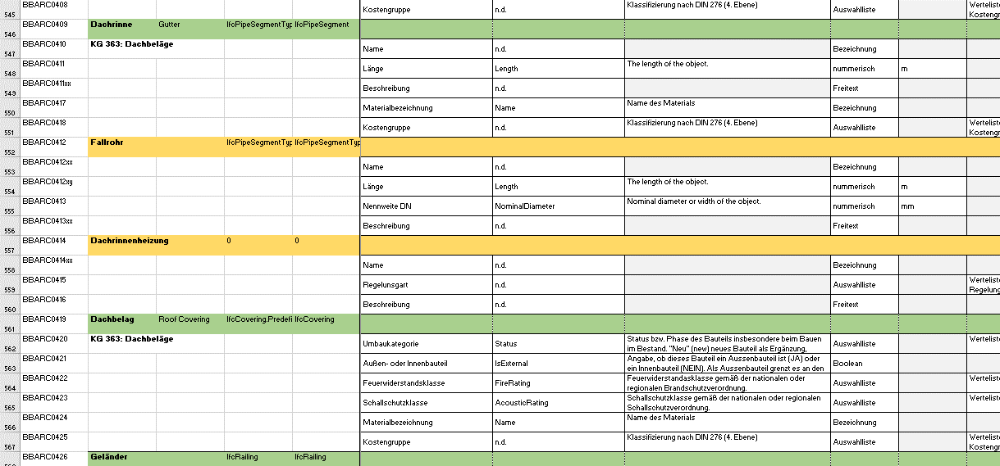 545 BBARC0408 Kostengruppe n.d. Klassifizierung nach DIN 276 (4. Ebene) Auswahlliste Werteliste Kostengr
546 BBARC0409 Dachrinne Gutter IfcPipeSegmentTyp IfcPipeSegment
547 BBARC0410 KG 363: Dachbeläge Name n.d. Bezeichnung
548 BBARC0411 Länge Length The length of the object. numerisch m
549 BBARC0411xx Beschreibung n.d. Freitext
550 BBARC0417 Materialbezeichnung Name Name des Materials Bezeichnung
551 BBARC0418 Kostengruppe n.d. Klassifizierung nach DIN 276 (4. Ebene) Auswahlliste Werteliste Kostengr
552 BBARC0412 Fallrohr IfcPipeSegmentTyp IfcPipeSegmentTyp
553 BBARC0412xx Name n.d. Bezeichnung
554 BBARC0412xy Länge Length The length of the object. numerisch m
555 BBARC0413 Nennweite DN NominalDiameter Nominal diameter or width of the object. numerisch mm
556 BBARC0413xx Beschreibung n.d. Freitext
557 BBARC0414 Dachrinnenheizung 0 0
558 BBARC0414xx Name n.d. Bezeichnung
559 BBARC0415 Regelunsgart n.d. Auswahlliste Werteliste Regelung
560 BBARC0416 Beschreibung n.d. Freitext
561 BBARC0419 Dachbelag Roof Covering IfcCovering.Predefi IfcCovering
562 BBARC0420 KG 363: Dachbeläge Umbaukategorie Status Status bzw. Phase des Bauteils insbesondere beim Bauen im Bestand. "Neu" (new) neues Bauteil als Ergänzung, Auswahlliste Werteliste
563 BBARC0421 Außen- oder Innenbauteil IsExternal Angabe, ob dieses Bauteil ein Aussenbauteil ist (JA) oder ein Innenbauteil (NEIN). Als Aussenbauteil grenzt es an den Boolean
564 BBARC0422 Feuerwiderstandsklasse FireRating Feuerwiderstandasklasse gemäß der nationalen oder regionalen Brandschutzverordnung. Auswahlliste Werteliste
565 BBARC0423 Schallschutzklasse AcousticRating Schallschutzklasse gemäß der nationalen oder regionalen Schallschutzverordnung. Auswahlliste Werteliste
566 BBARC0424 Materialbezeichnung Name Name des Materials Bezeichnung
567 BBARC0425 Kostengruppe n.d. Klassifizierung nach DIN 276 (4. Ebene) Auswahlliste Werteliste Kostengr
BBARC0426 Geländer IfcRailing IfcRailing